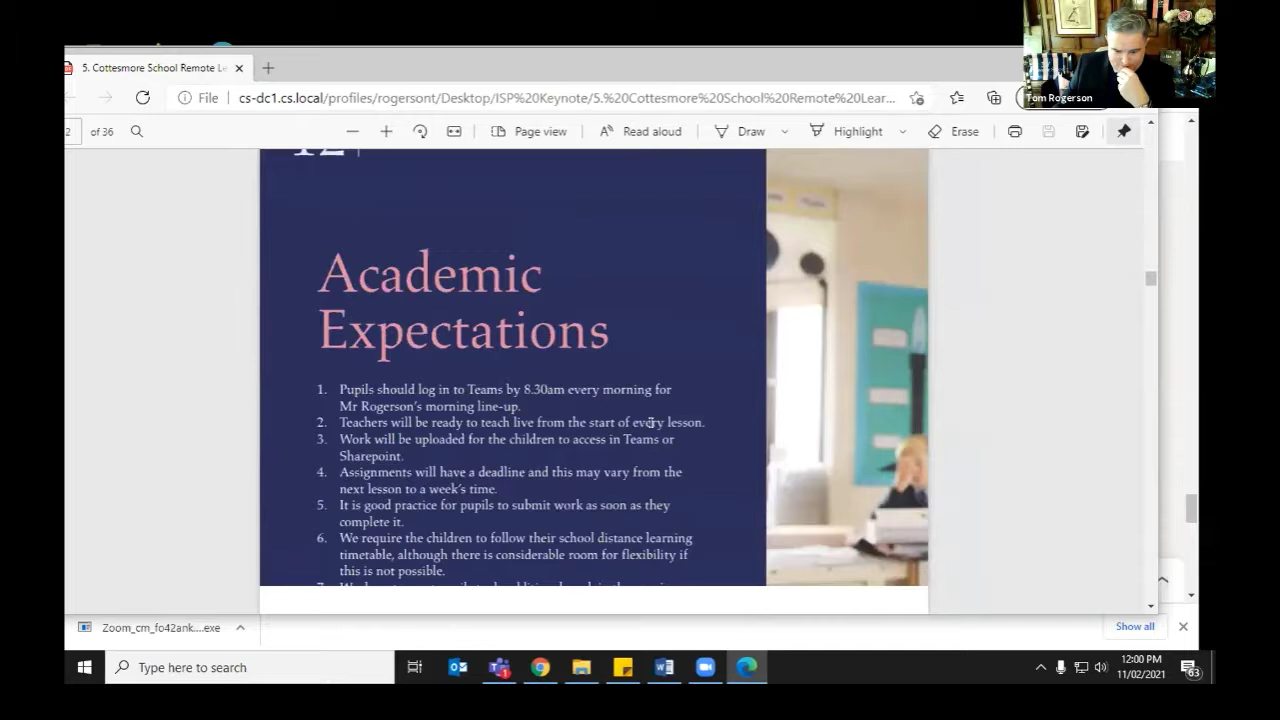 5. Cottesmore School Remote Le
Tom Rogerson
File
cs-dc1.cs.local/profiles/rogersont/Desktop/ISP%20Keynote/5.%20Cottesmore%20School%20Remote%20Lear...
2 of 36
Page view
Read aloud
Draw
Highlight
Erase
12
Academic
Expectations
1. Pupils should log in to Teams by 8.30am every morning for
Mr Rogerson's morning line-up.
2. Teachers will be ready to teach live from the start of every lesson.
3. Work will be uploaded for the children to access in Teams or
Sharepoint.
4. Assignments will have a deadline and this may vary from the
next lesson to a week's time.
5. It is good practice for pupils to submit work as soon as they
complete it.
6. We require the children to follow their school distance learning
timetable, although there is considerable room for flexibility if
this is not possible.
Zoom_cm_fo42ank....exe
Show all
Type here to search
12:00 PM
11/02/2021
63